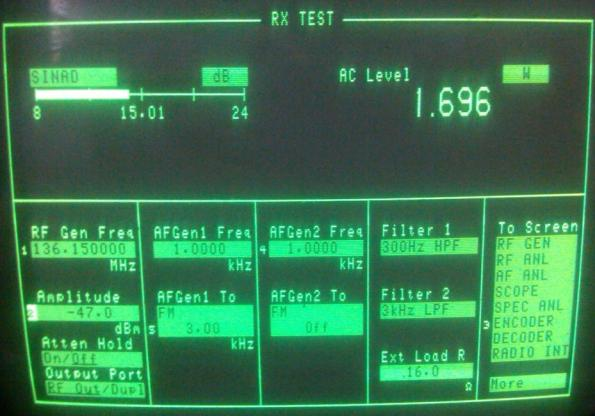 RX TEST
SINAD dB
AC Level W
1.696
8 15.01 24
RF Gen Freq
1 136.150000
MHz
Amplitude
2 -47.0
dBm
Atten Hold
On/Off
Output Port
RF Out/Dupl
AFGen1 Freq
1.0000
kHz
AFGen1 To
FM
5 3.00
kHz
AFGen2 Freq
4 1.0000
kHz
AFGen2 To
FM
Off
Filter 1
300Hz HPF
Filter 2
3kHz LPF
Ext Load R
16.0
Ω
To Screen
RF GEN
RF ANL
AF ANL
SCOPE
SPEC ANL
3 ENCODER
DECODER
RADIO INT
More